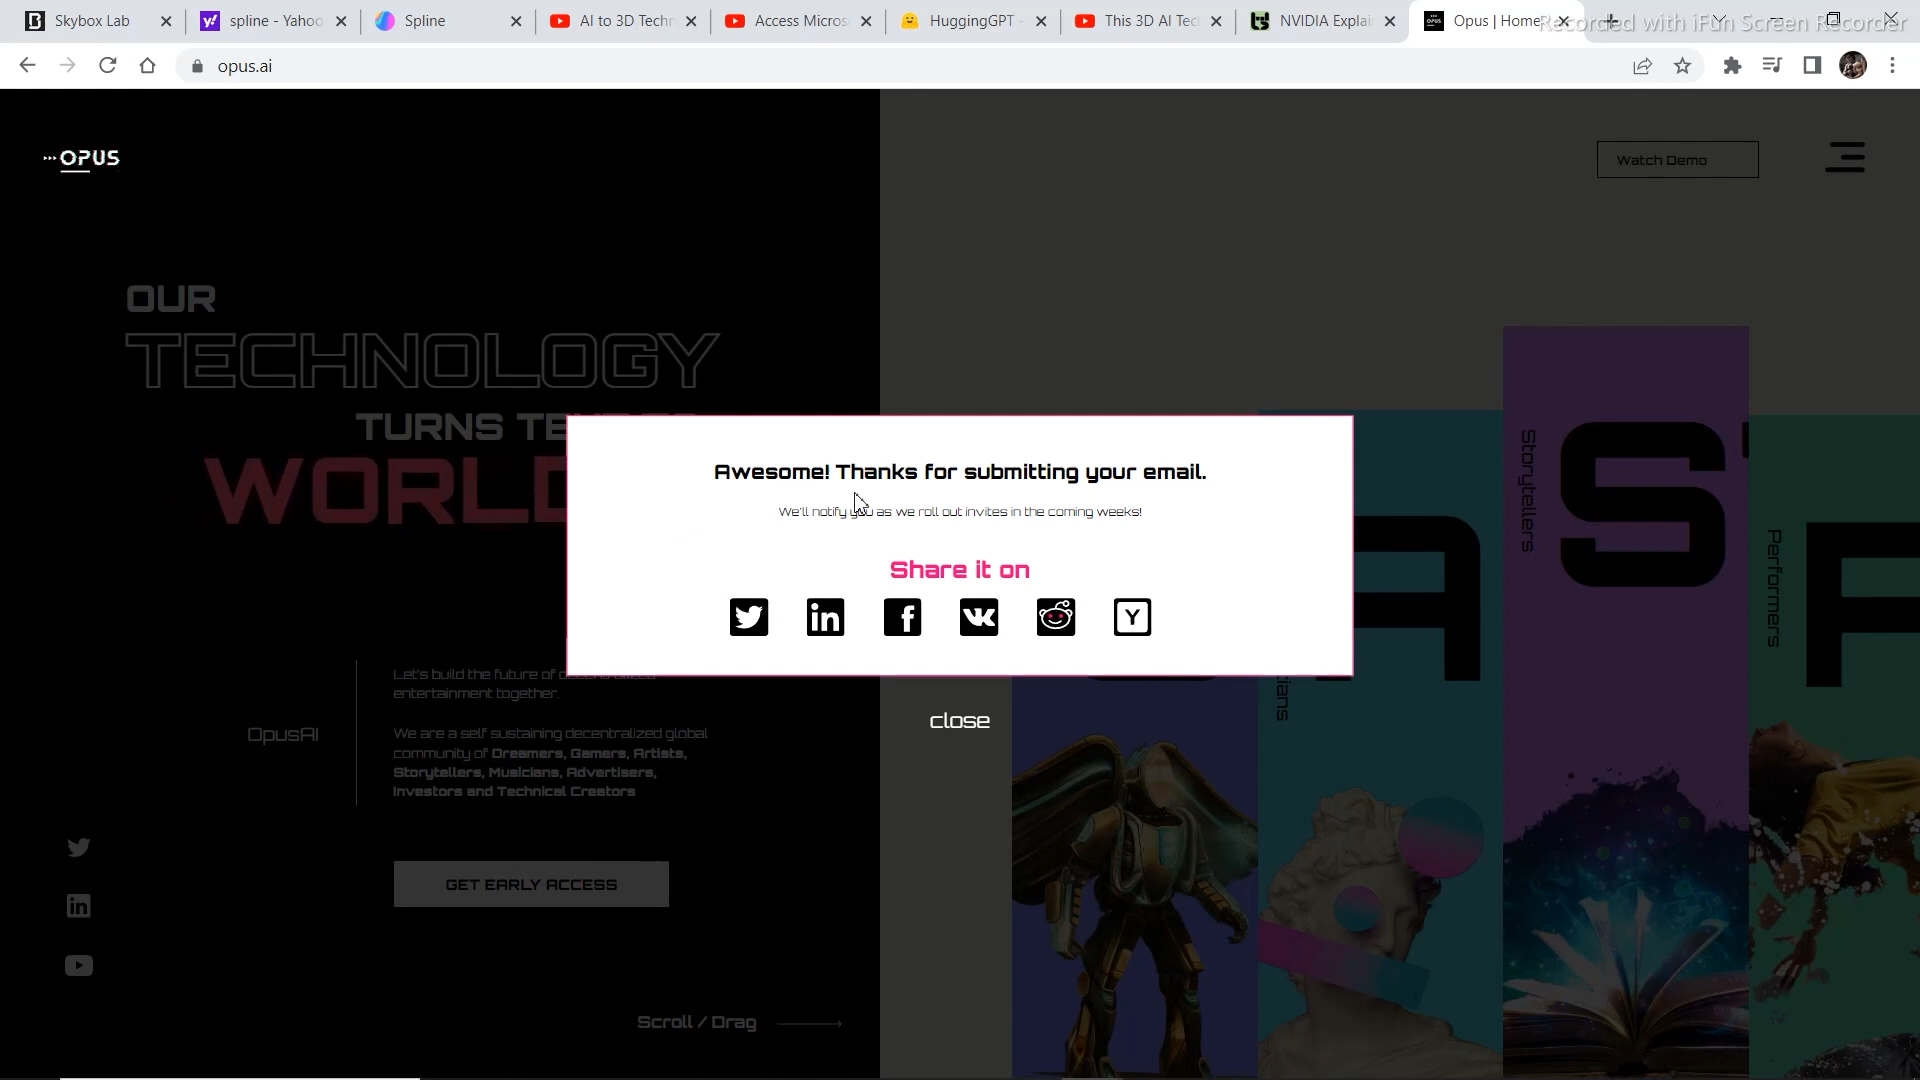 Skybox Lab
spline - Yahoo
Spline
AI to 3D Techn
Access Micros
HuggingGPT -
This 3D AI Tec
NVIDIA Explai
Opus | Home
Recorded with iFun Screen Recorder
opus.ai
OPUS
Watch Demo
OUR
TECHNOLOGY
TURNS TE
WORLD
Awesome! Thanks for submitting your email.
We'll notify you as we roll out invites in the coming weeks!
Share it on
close
Let's build the future of decentralized
entertainment together.
OpusAI
We are a self sustaining decentralized global
community of Dreamers, Gamers, Artists,
Storytellers, Musicians, Advertisers,
Investors and Technical Creators
GET EARLY ACCESS
Scroll / Drag
cians
A
Storytellers
S
Performers